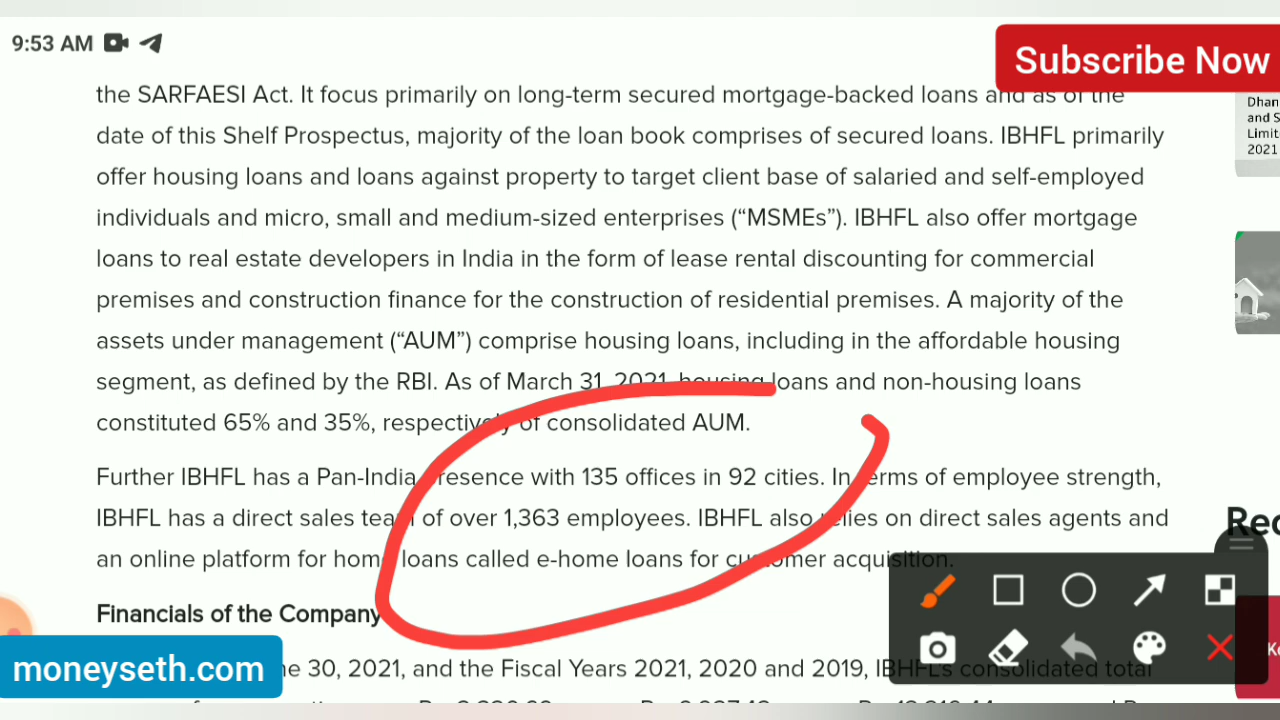 9:53 AM
Subscribe Now
the SARFAESI Act. It focus primarily on long-term secured mortgage-backed loans and as of the
date of this Shelf Prospectus, majority of the loan book comprises of secured loans. IBHFL primarily
offer housing loans and loans against property to target client base of salaried and self-employed
individuals and micro, small and medium-sized enterprises (“MSMEs”). IBHFL also offer mortgage
loans to real estate developers in India in the form of lease rental discounting for commercial
premises and construction finance for the construction of residential premises. A majority of the
assets under management (“AUM”) comprise housing loans, including in the affordable housing
segment, as defined by the RBI. As of March 31, 2021, housing loans and non-housing loans
constituted 65% and 35%, respectively of consolidated AUM.
Further IBHFL has a Pan-India presence with 135 offices in 92 cities. In terms of employee strength,
IBHFL has a direct sales team of over 1,363 employees. IBHFL also relies on direct sales agents and
an online platform for home loans called e-home loans for customer acquisition.
Financials of the Company
30, 2021, and the Fiscal Years 2021, 2020 and 2019, IBHFL’s consolidated total
moneyseth.com
Dhan
and S
Limit
2021
Rec